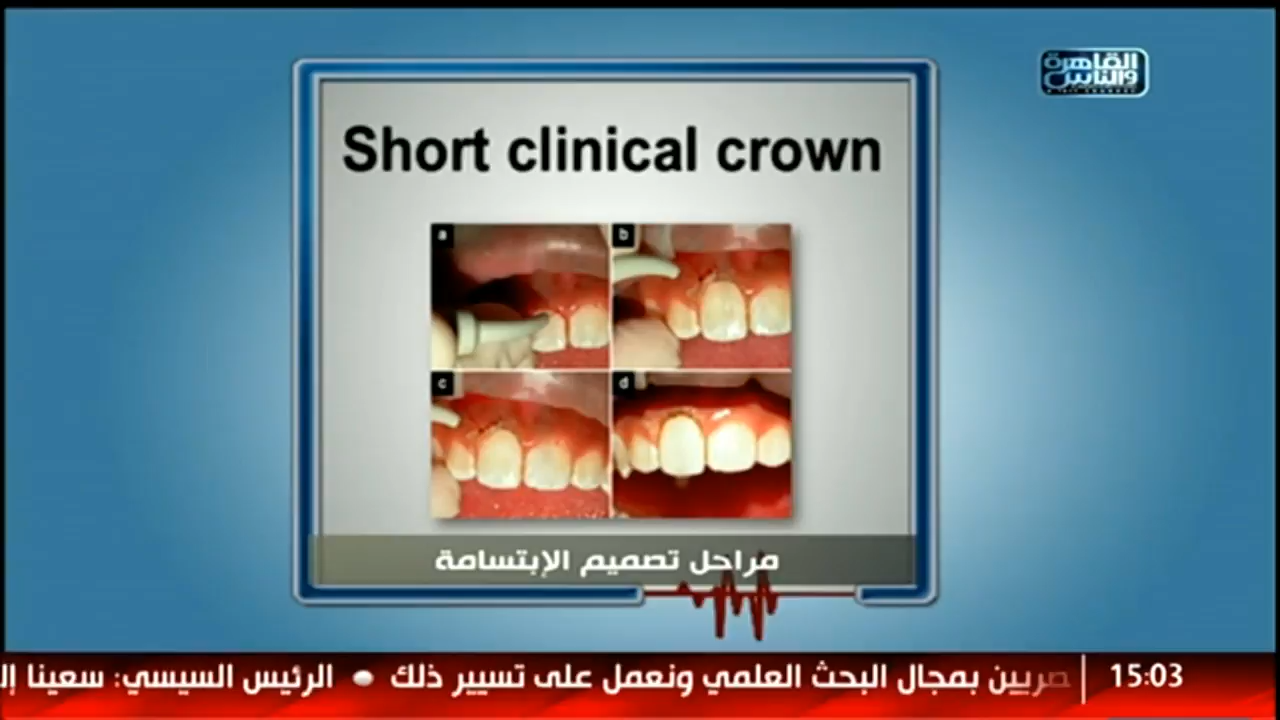 القاهرة
والناس
Short clinical crown
a
b
c
d
مراحل تصميم الإبتسامة
15:03
صريين بمجال البحث العلمي ونعمل على تسيير ذلك ● الرئيس السيسي: سعينا إل